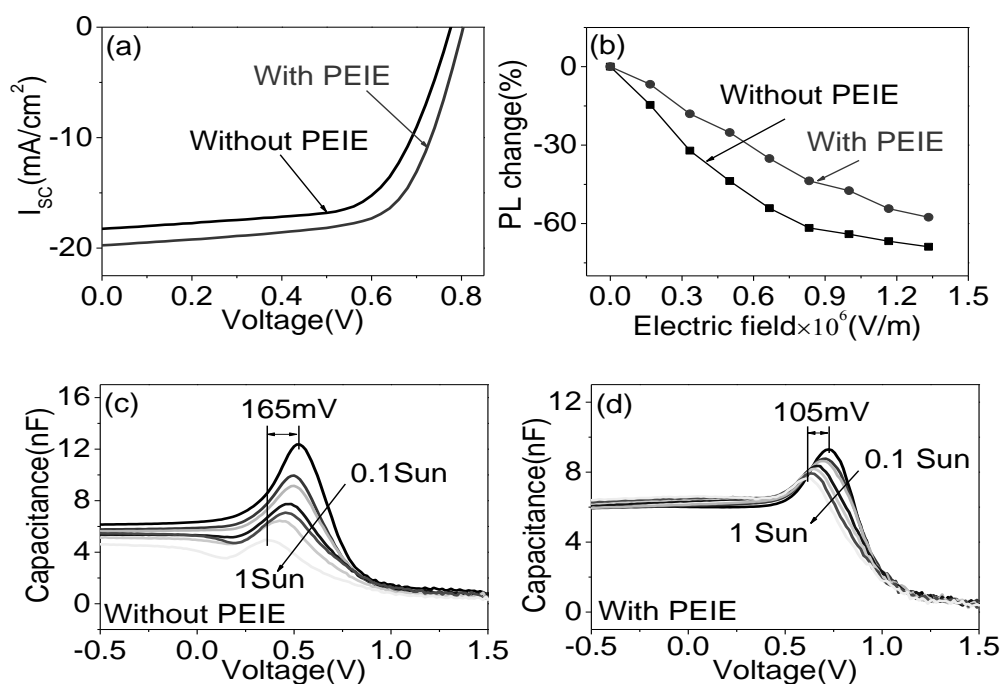 (a)
With PEIE
Without PEIE
I_SC(mA/cm²)
0
-10
-20
0.0 0.2 0.4 0.6 0.8
Voltage(V)
(b)
Without PEIE
With PEIE
PL change(%)
0
-30
-60
0.0 0.3 0.6 0.9 1.2 1.5
Electric field×10⁶(V/m)
(c)
165mV
0.1Sun
1Sun
Without PEIE
Capacitance(nF)
16
12
8
4
0
-0.5 0.0 0.5 1.0 1.5
Voltage(V)
(d)
105mV
0.1 Sun
1 Sun
With PEIE
Capacitance(nF)
12
8
4
0
-0.5 0.0 0.5 1.0 1.5
Voltage(V)